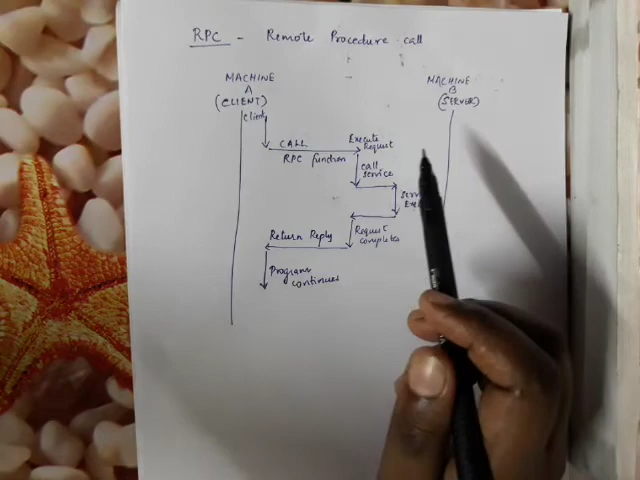 RPC - Remote Procedure call
MACHINE
A
(CLIENT)
MACHINE
B
(SERVER)
client
CALL
RPC function
Execute
Request
call
service
Request
completes
Return Reply
Program
continues